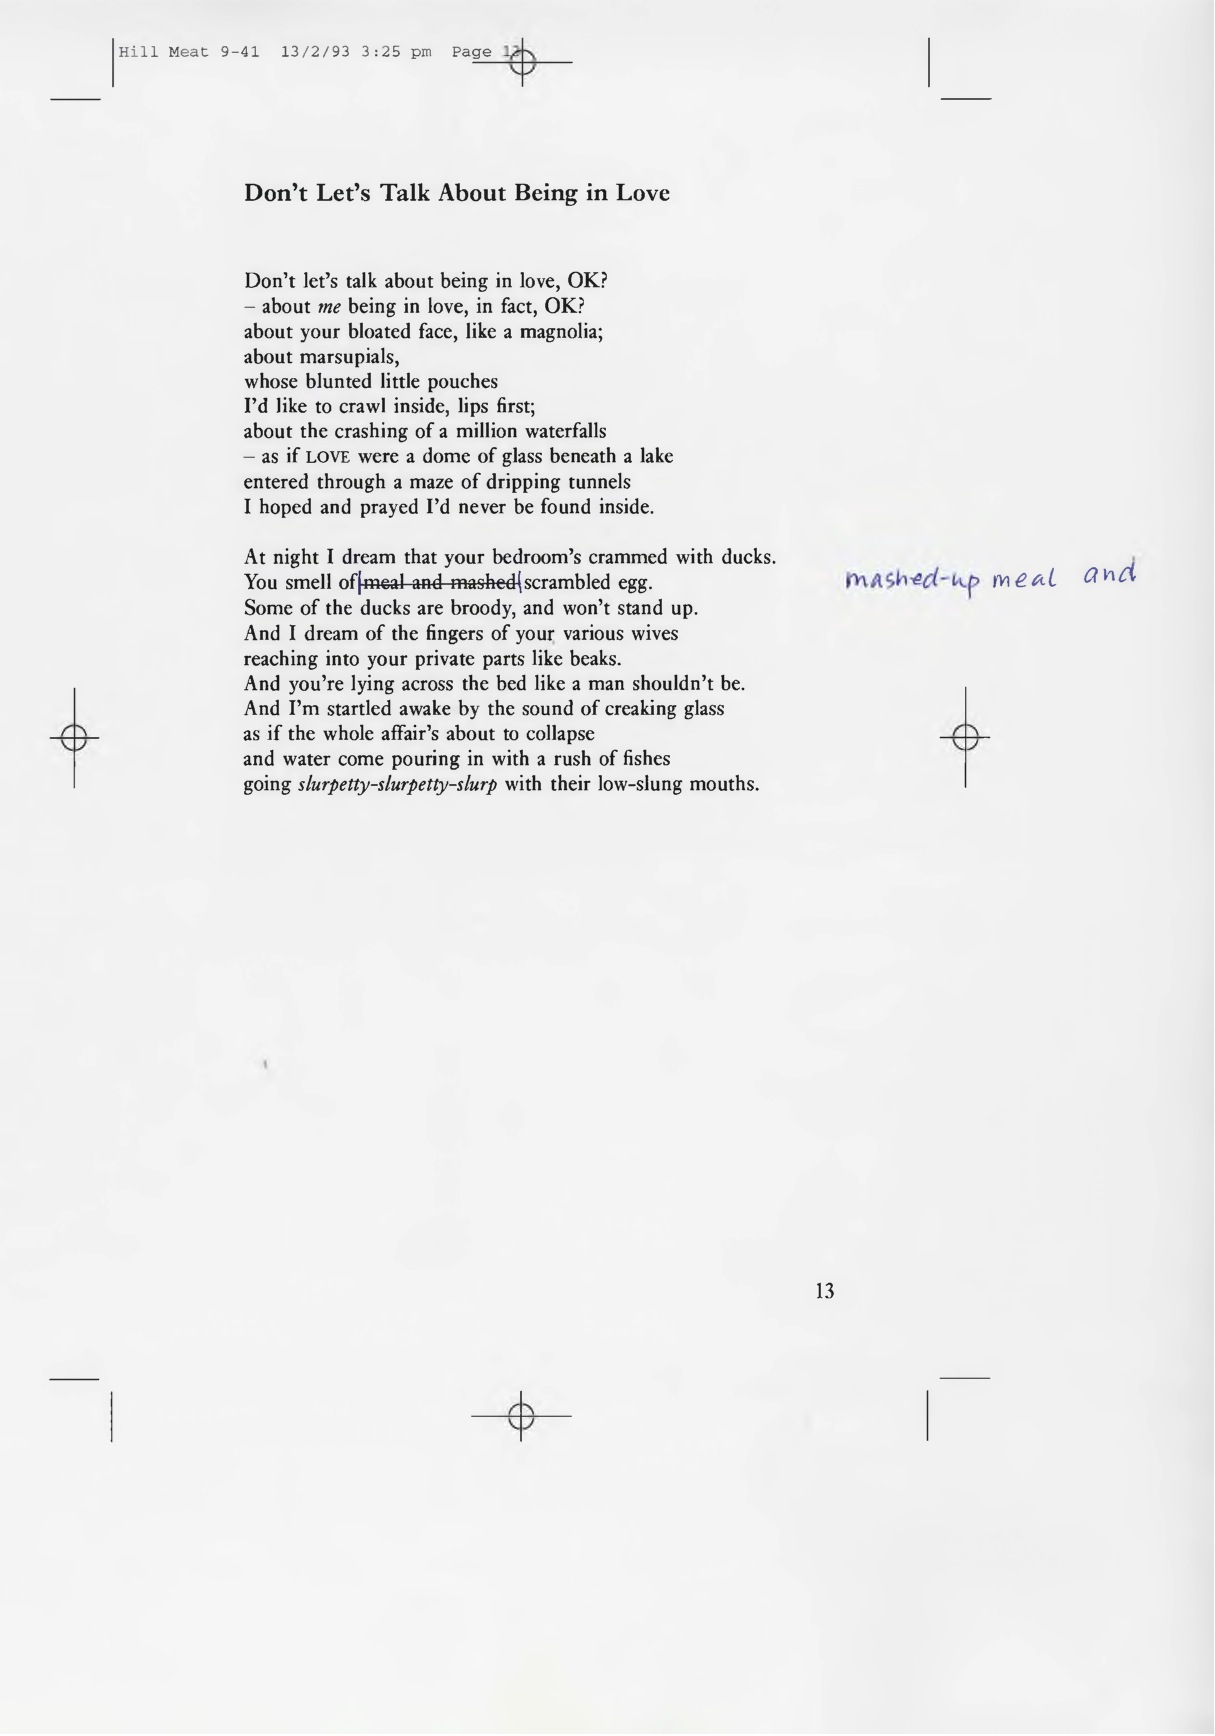 Hill Meat 9-41 13/2/93 3:25 pm Page 13
Don't Let's Talk About Being in Love
Don't let's talk about being in love, OK?
– about me being in love, in fact, OK?
about your bloated face, like a magnolia;
about marsupials,
whose blunted little pouches
I'd like to crawl inside, lips first;
about the crashing of a million waterfalls
– as if LOVE were a dome of glass beneath a lake
entered through a maze of dripping tunnels
I hoped and prayed I'd never be found inside.
At night I dream that your bedroom's crammed with ducks.
You smell of meal and mashed scrambled egg. mashed-up meal and
Some of the ducks are broody, and won't stand up.
And I dream of the fingers of your various wives
reaching into your private parts like beaks.
And you're lying across the bed like a man shouldn't be.
And I'm startled awake by the sound of creaking glass
as if the whole affair's about to collapse
and water come pouring in with a rush of fishes
going slurpetty-slurpetty-slurp with their low-slung mouths.
13